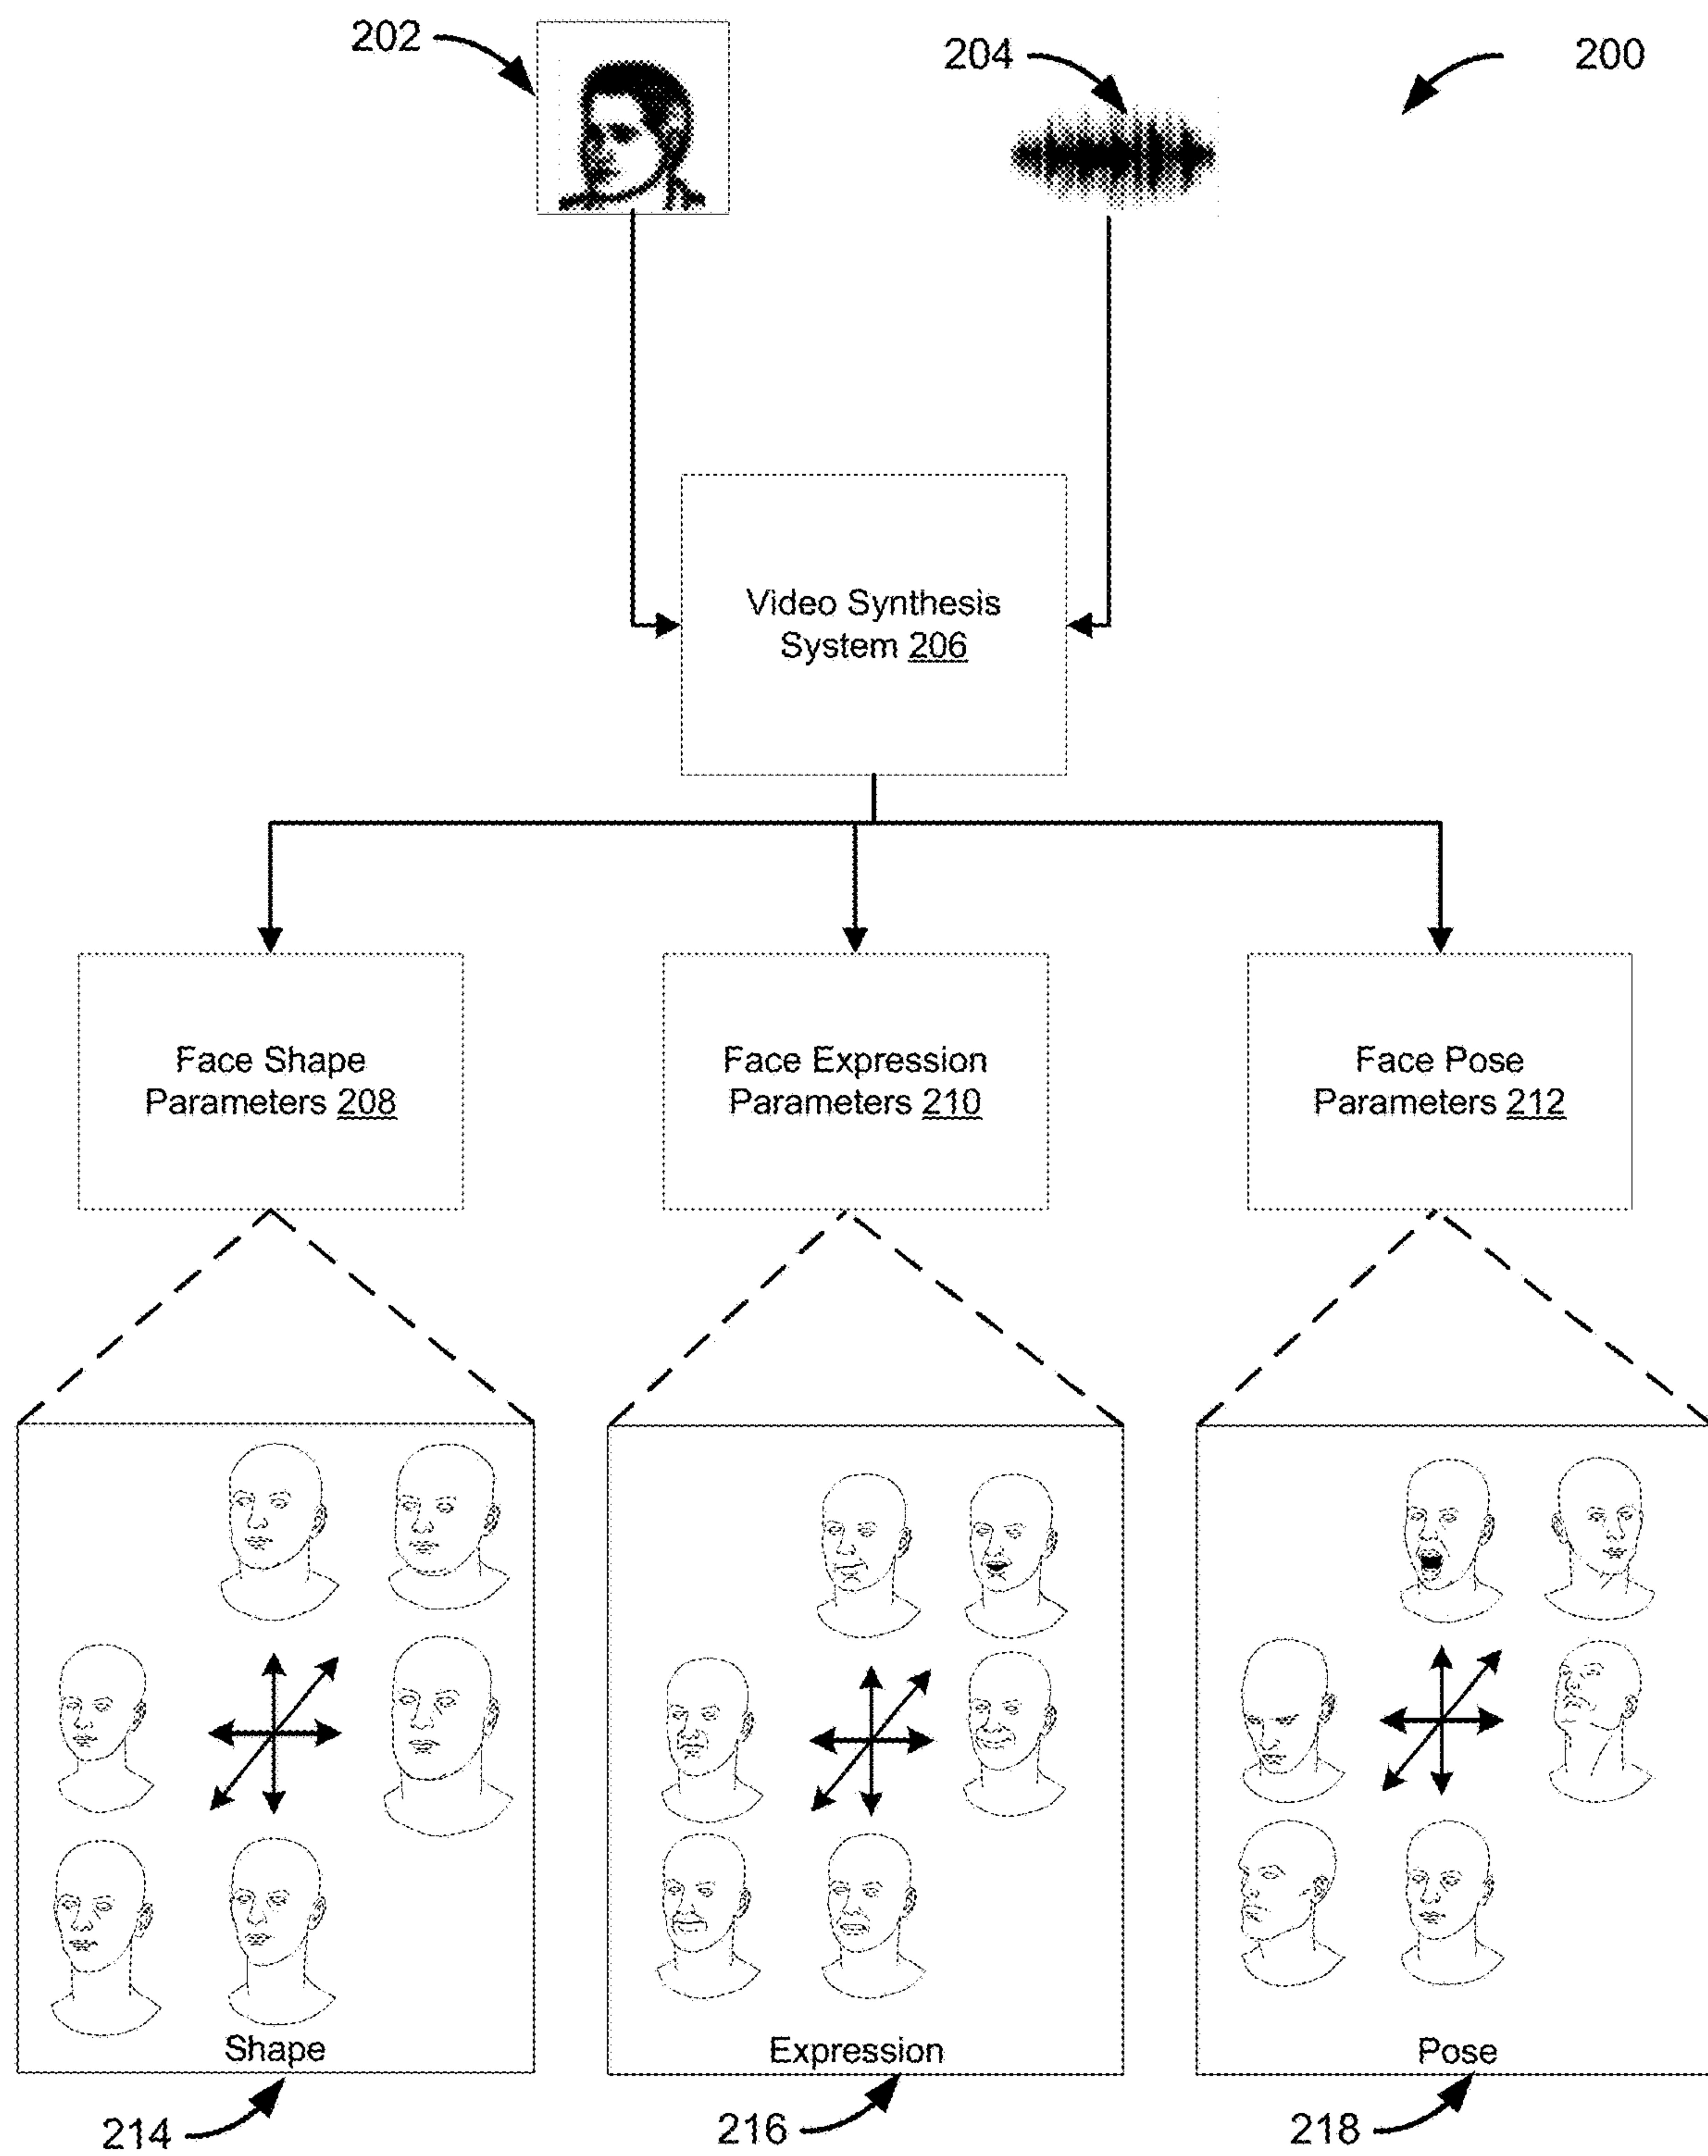 202
204
200
Video Synthesis
System 206
Face Shape
Parameters 208
Face Expression
Parameters 210
Face Pose
Parameters 212
Shape
Expression
Pose
214
216
218